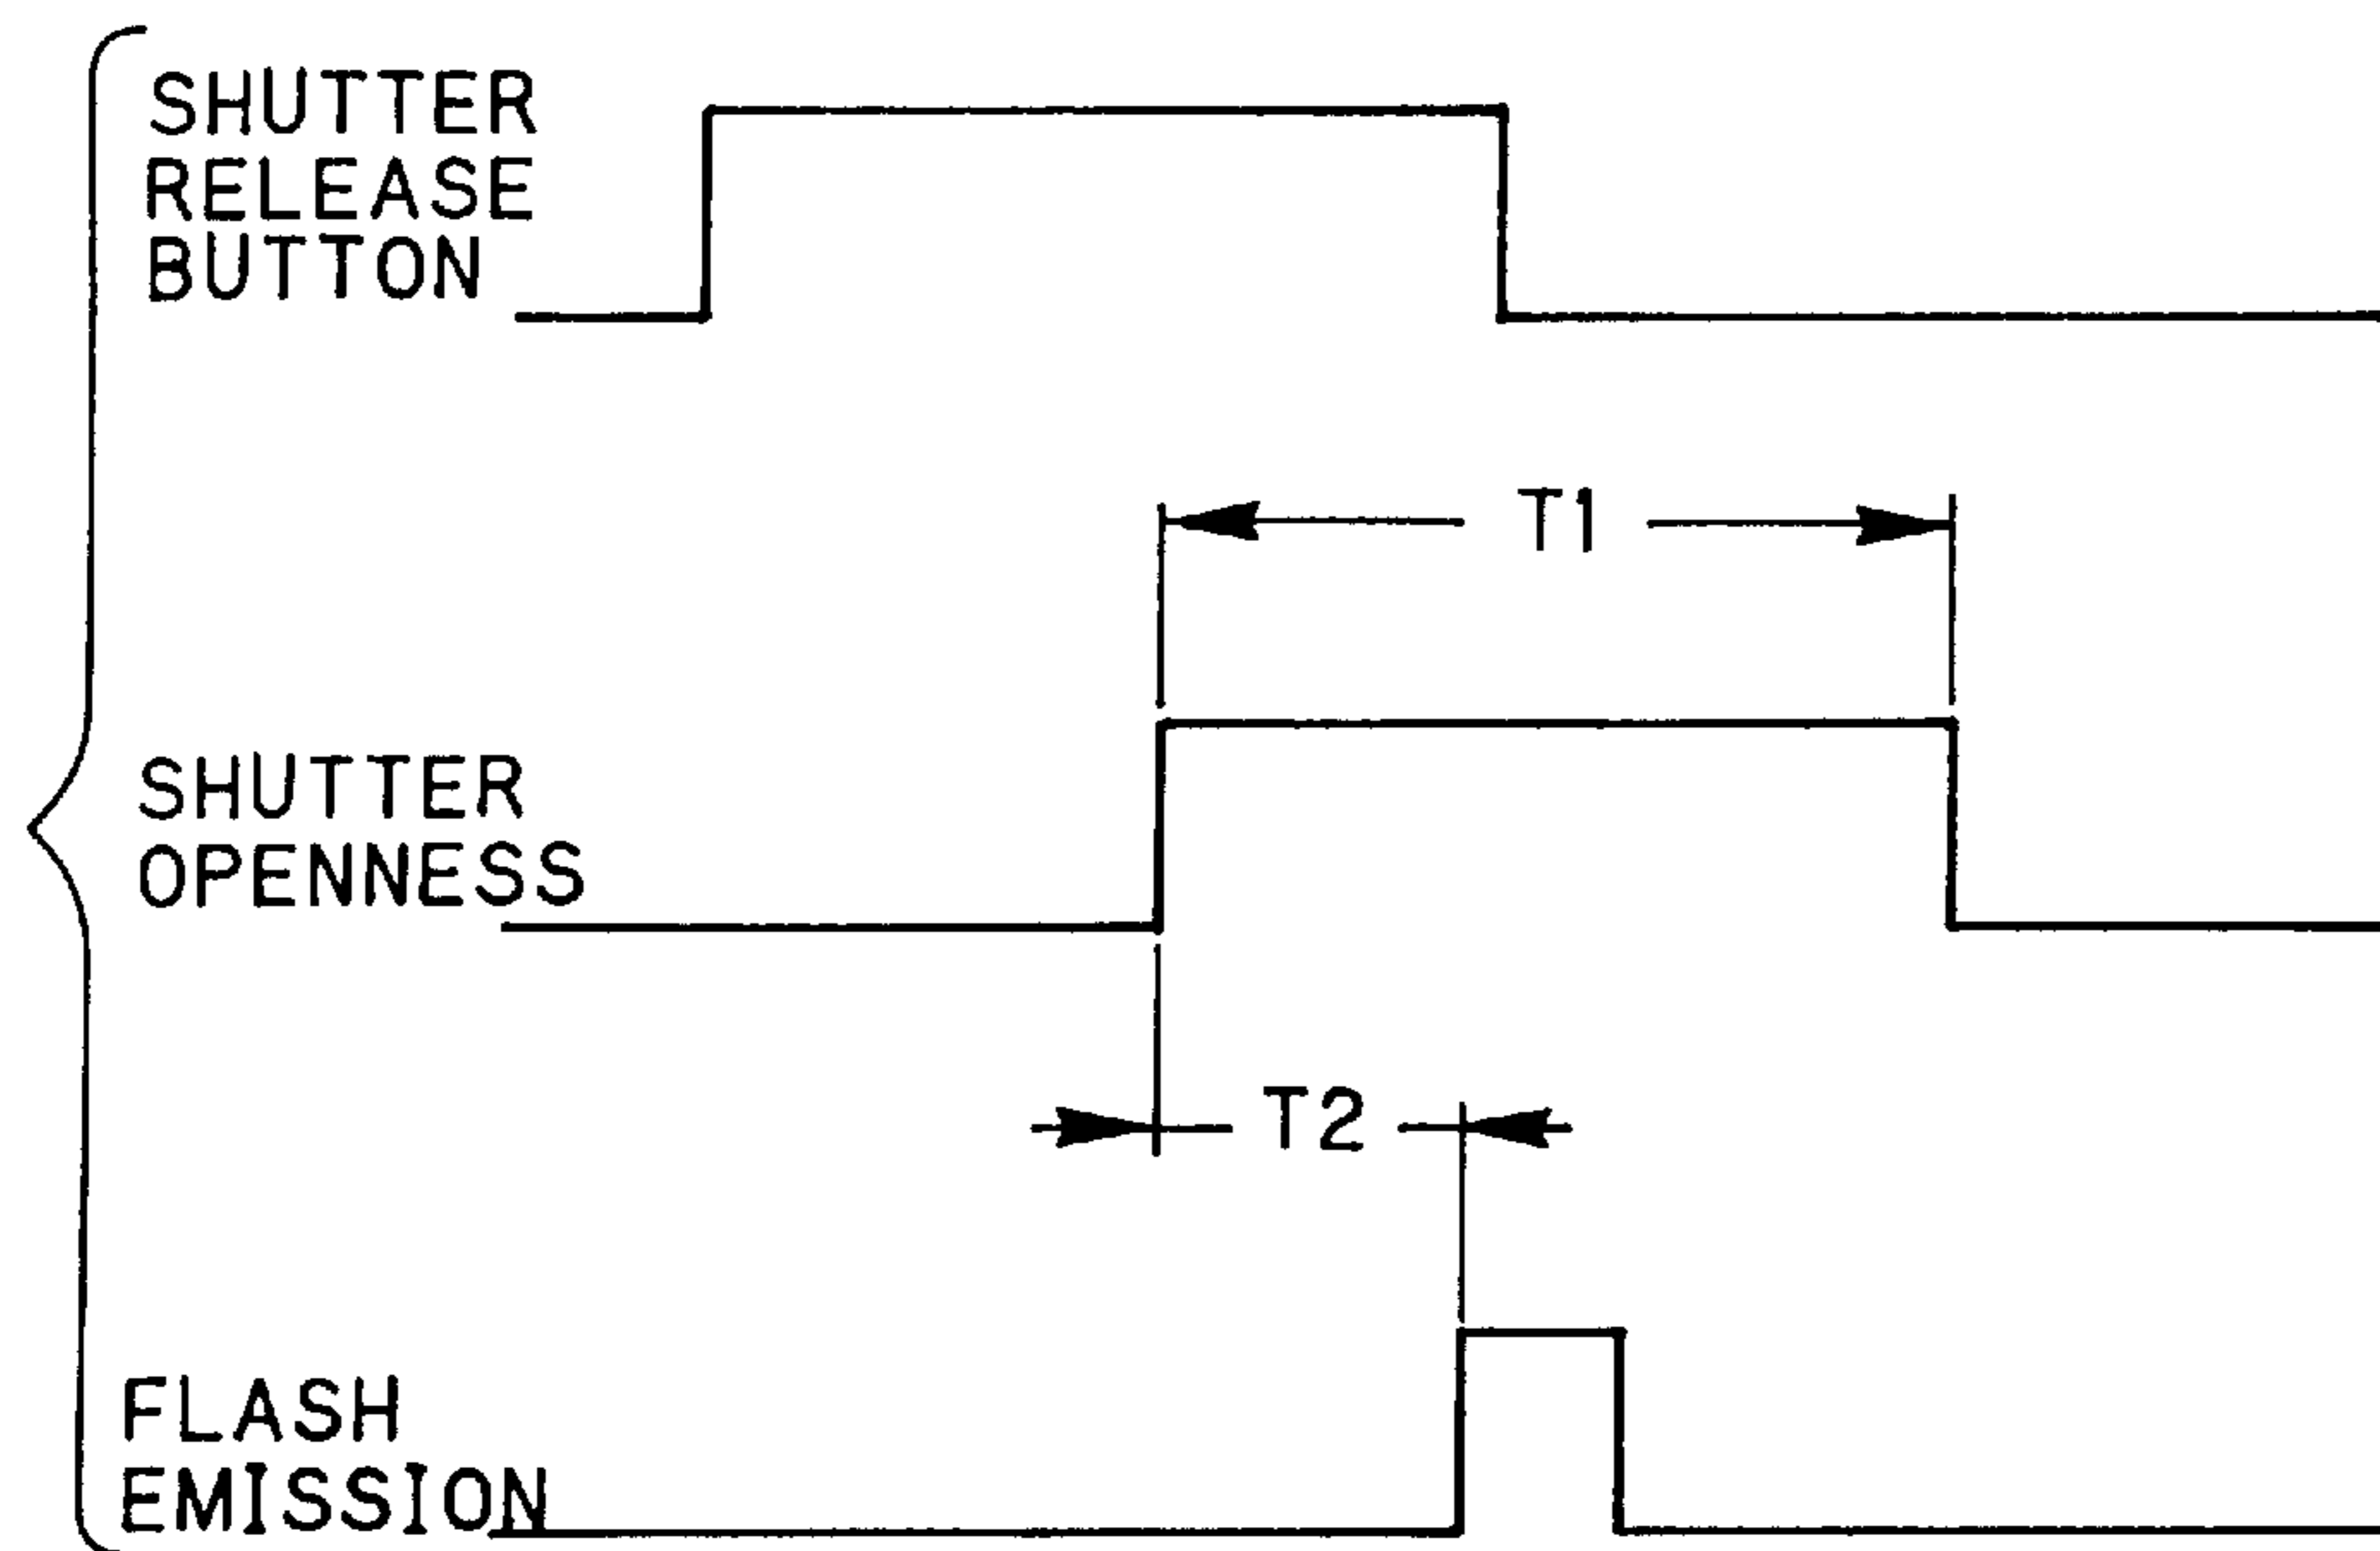 SHUTTER
RELEASE
BUTTON
T1
SHUTTER
OPENNESS
T2
FLASH
EMISSION